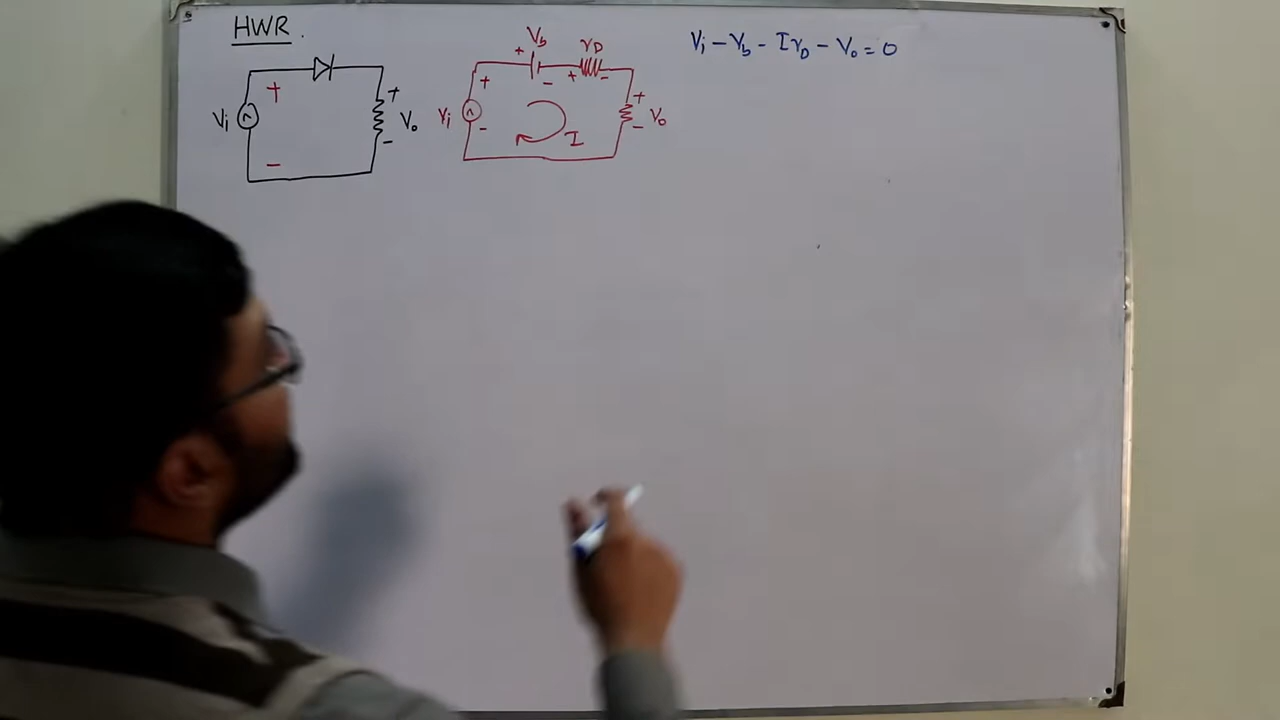 HWR.
Vi + - + - Vo
Vi + - + Vb - + rD - I + - Vo
Vi - Vb - IrD - Vo = 0